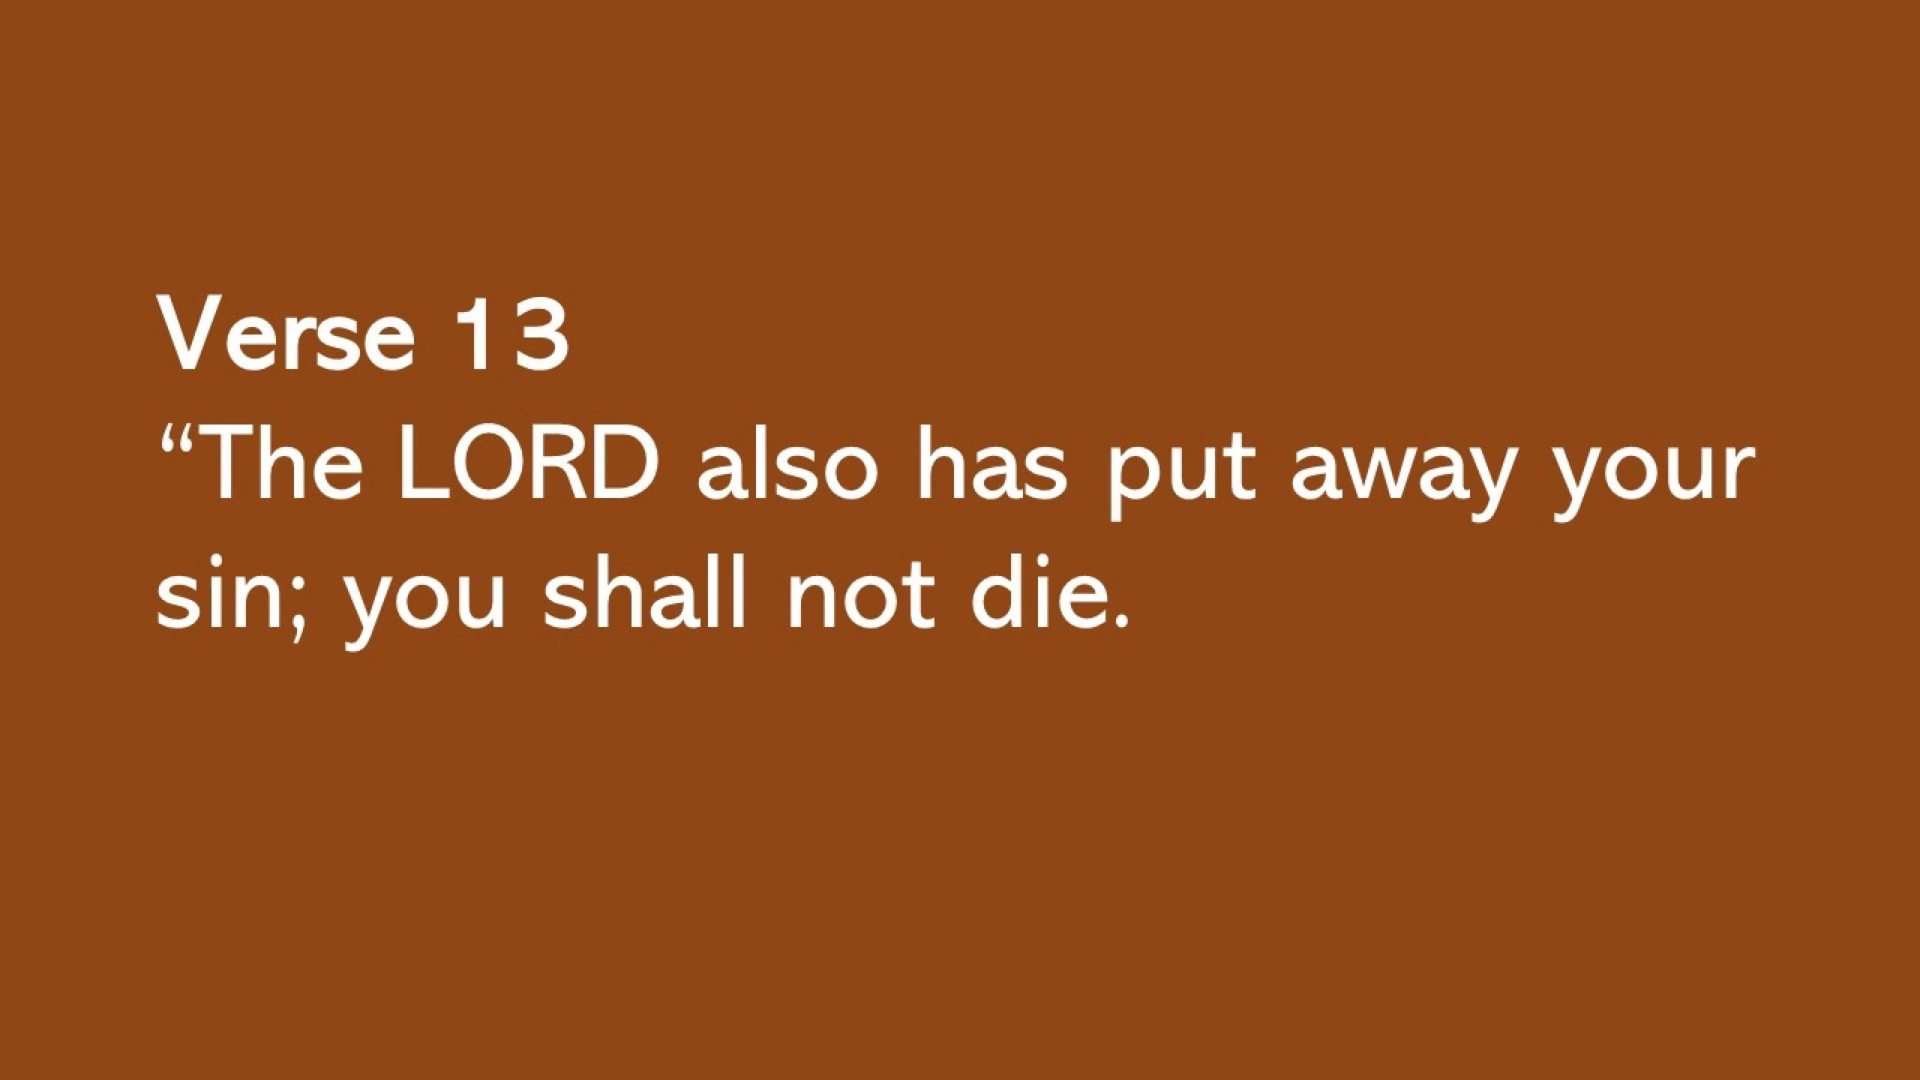 Verse 13
“The LORD also has put away your
sin; you shall not die.